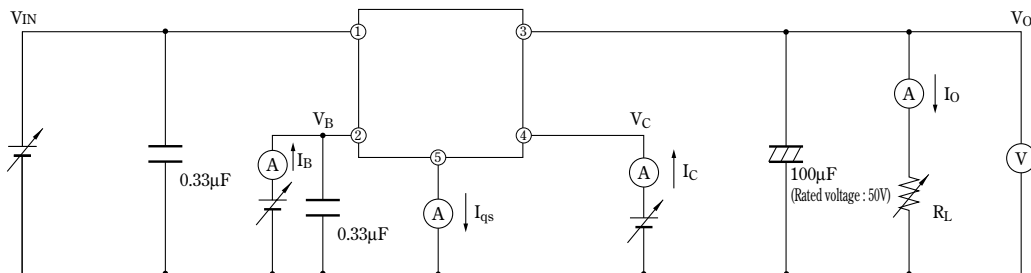 VIN
VO
①
③
A
IO
VB
VC
②
④
⑤
A
IB
A
IC
0.33μF
100μF
(Rated voltage : 50V)
V
A
Iqs
RL
0.33μF